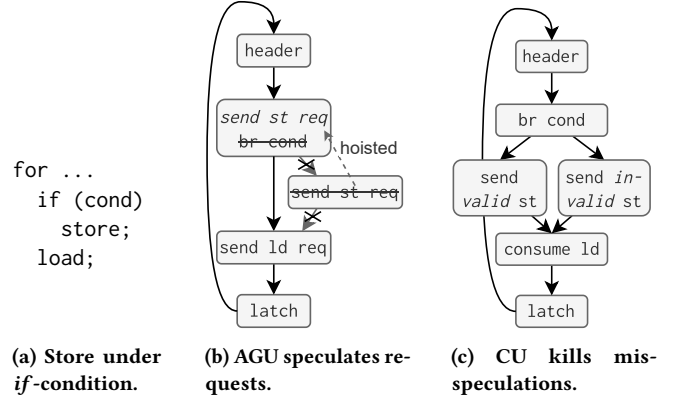 for ...
if (cond)
store;
load;
(a) Store under
if-condition.
header
send st req
br cond
hoisted
send st req
send ld req
latch
(b) AGU speculates re-
quests.
header
br cond
send
valid st
send in-
valid st
consume ld
latch
(c) CU kills mis-
speculations.